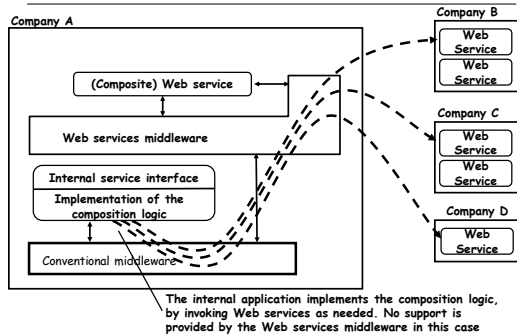 Company A
(Composite) Web service
Web services middleware
Internal service interface
Implementation of the
composition logic
Conventional middleware
Company B
Web
Service
Web
Service
Company C
Web
Service
Web
Service
Company D
Web
Service
The internal application implements the composition logic,
by invoking Web services as needed. No support is
provided by the Web services middleware in this case